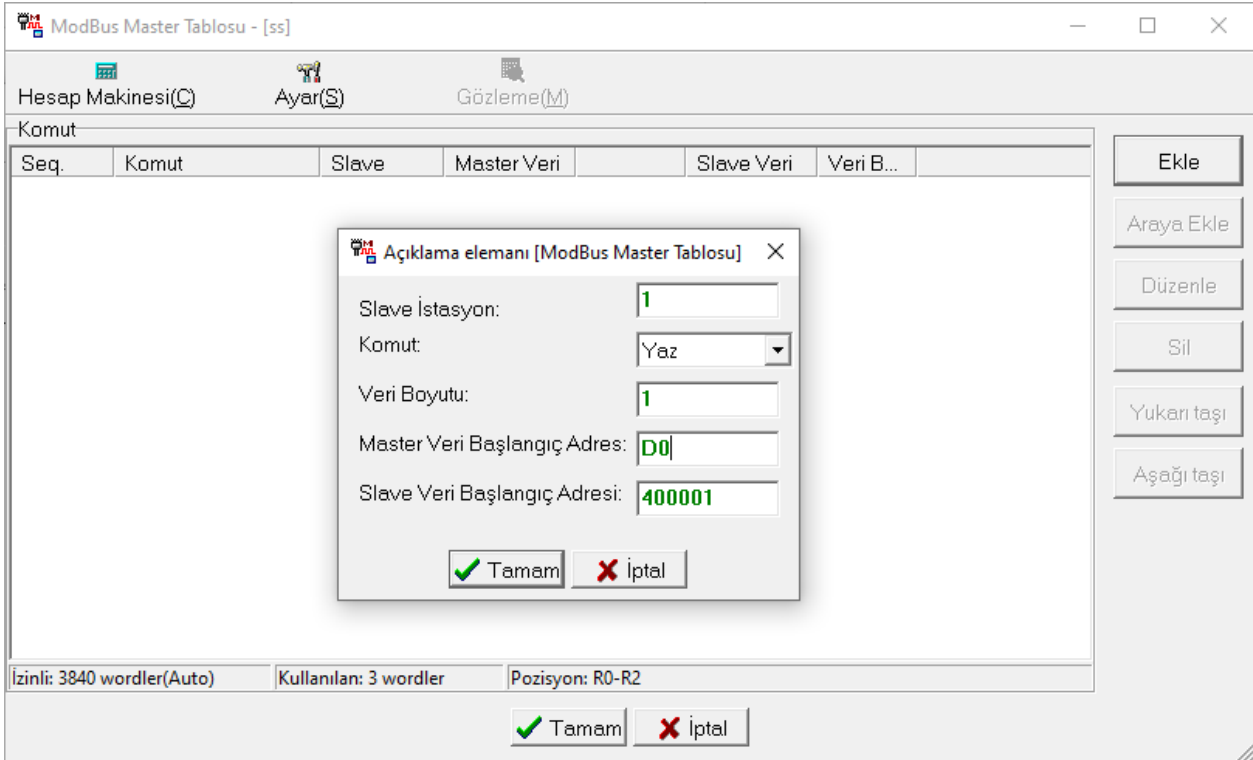 ModBus Master Tablosu - [ss]
Hesap Makinesi(C) Ayar(S) Gözleme(M)
Komut
Seq. Komut Slave Master Veri Slave Veri Veri B...
Ekle
Araya Ekle
Düzenle
Sil
Yukarı taşı
Aşağı taşı
Açıklama elemanı [ModBus Master Tablosu]
Slave İstasyon: 1
Komut: Yaz
Veri Boyutu: 1
Master Veri Başlangıç Adres: D0
Slave Veri Başlangıç Adresi: 400001
Tamam İptal
İzinli: 3840 wordler(Auto) Kullanılan: 3 wordler Pozisyon: R0-R2
Tamam İptal